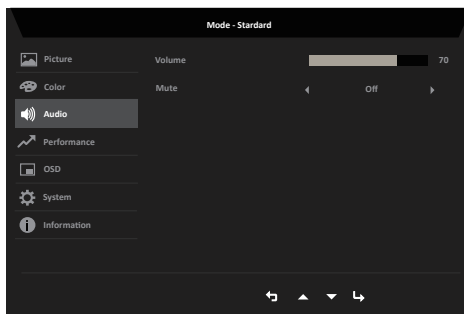 Mode - Stardard
Picture
Volume 70
Color
Mute Off
Audio
Performance
OSD
System
Information